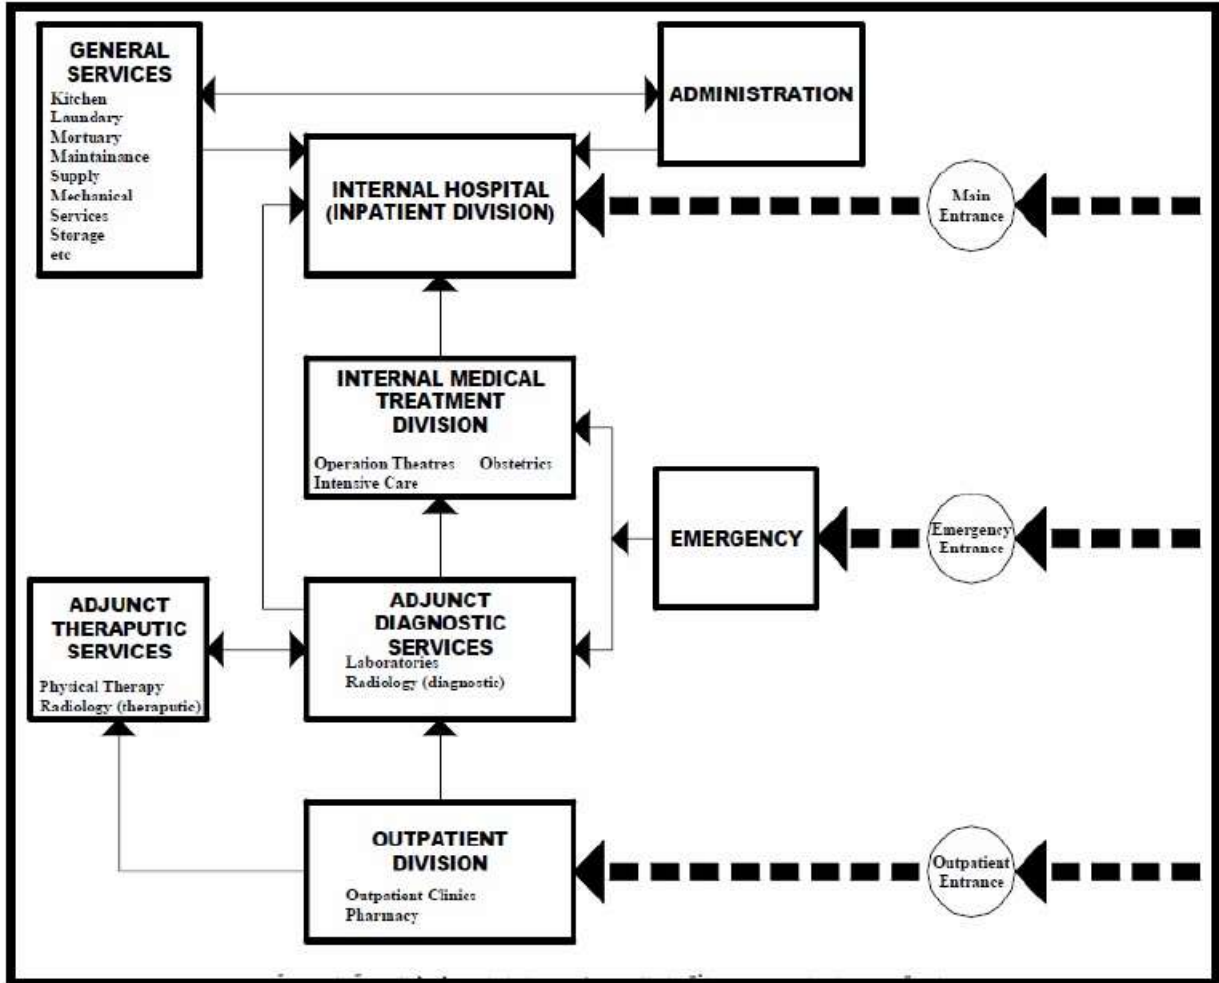 GENERAL
SERVICES
Kitchen
Laundary
Mortuary
Maintainance
Supply
Mechanical
Services
Storage
etc
ADMINISTRATION
INTERNAL HOSPITAL
(INPATIENT DIVISION)
Main
Entrance
INTERNAL MEDICAL
TREATMENT
DIVISION
Operation Theatres Obstetrics
Intensive Care
EMERGENCY
Emergency
Entrance
ADJUNCT
THERAPUTIC
SERVICES
Physical Therapy
Radiology (theraputic)
ADJUNCT
DIAGNOSTIC
SERVICES
Laboratories
Radiology (diagnostic)
OUTPATIENT
DIVISION
Outpatient Clinics
Pharmacy
Outpatient
Entrance